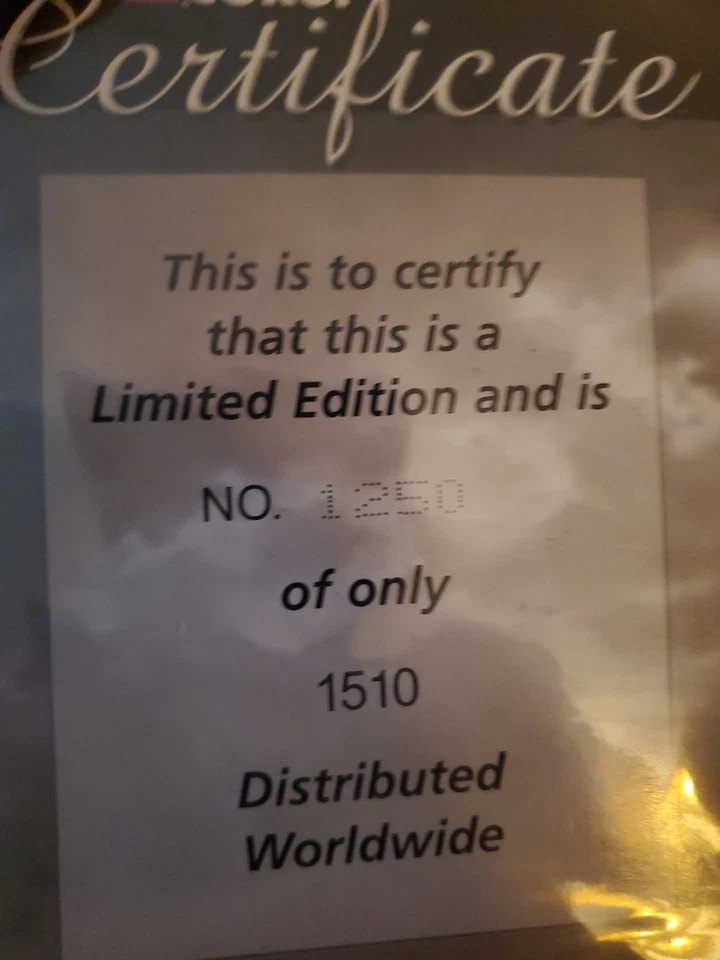 Certificate
This is to certify
that this is a
Limited Edition and is
NO. 1250
of only
1510
Distributed
Worldwide